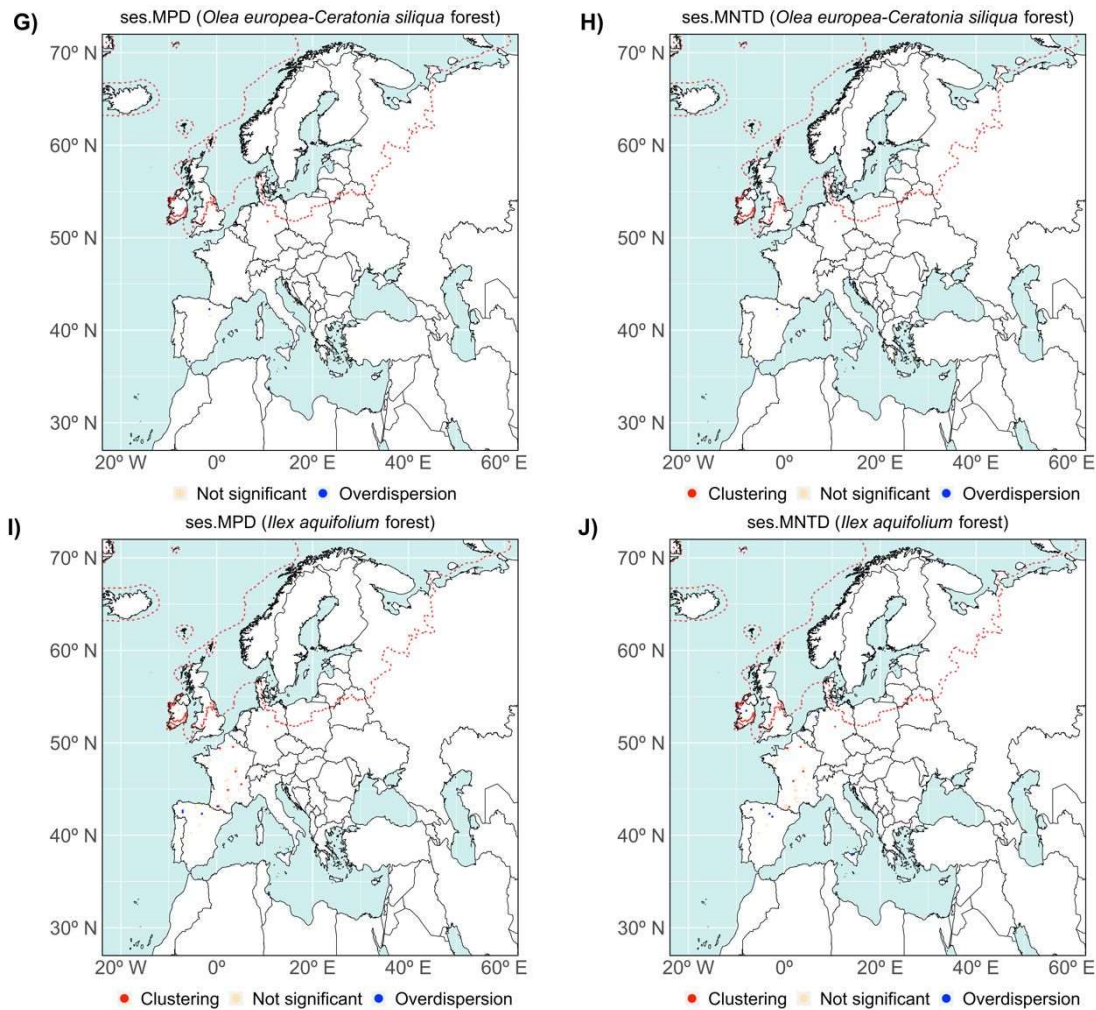 G)
ses.MPD (Olea europea-Ceratonia siliqua forest)
70º N
60º N
50º N
40º N
30º N
20º W 0º 20º E 40º E 60º E
Not significant Overdispersion
H)
ses.MNTD (Olea europea-Ceratonia siliqua forest)
70º N
60º N
50º N
40º N
30º N
20º W 0º 20º E 40º E 60º E
Clustering Not significant Overdispersion
I)
ses.MPD (Ilex aquifolium forest)
70º N
60º N
50º N
40º N
30º N
20º W 0º 20º E 40º E 60º E
Clustering Not significant Overdispersion
J)
ses.MNTD (Ilex aquifolium forest)
70º N
60º N
50º N
40º N
30º N
20º W 0º 20º E 40º E 60º E
Clustering Not significant Overdispersion